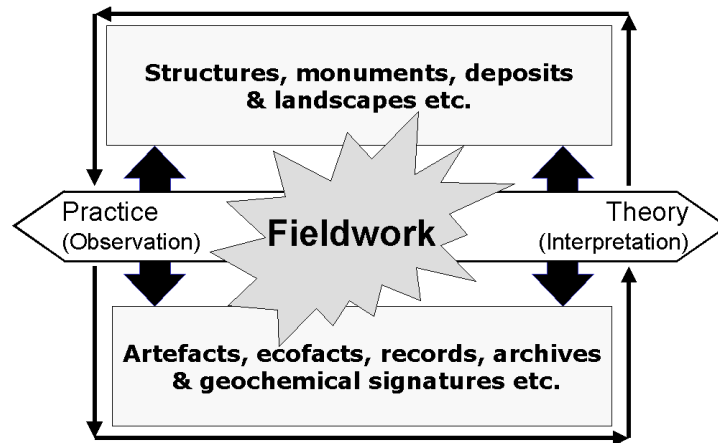 Structures, monuments, deposits
& landscapes etc.
Practice
(Observation)
Fieldwork
Theory
(Interpretation)
Artefacts, ecofacts, records, archives
& geochemical signatures etc.